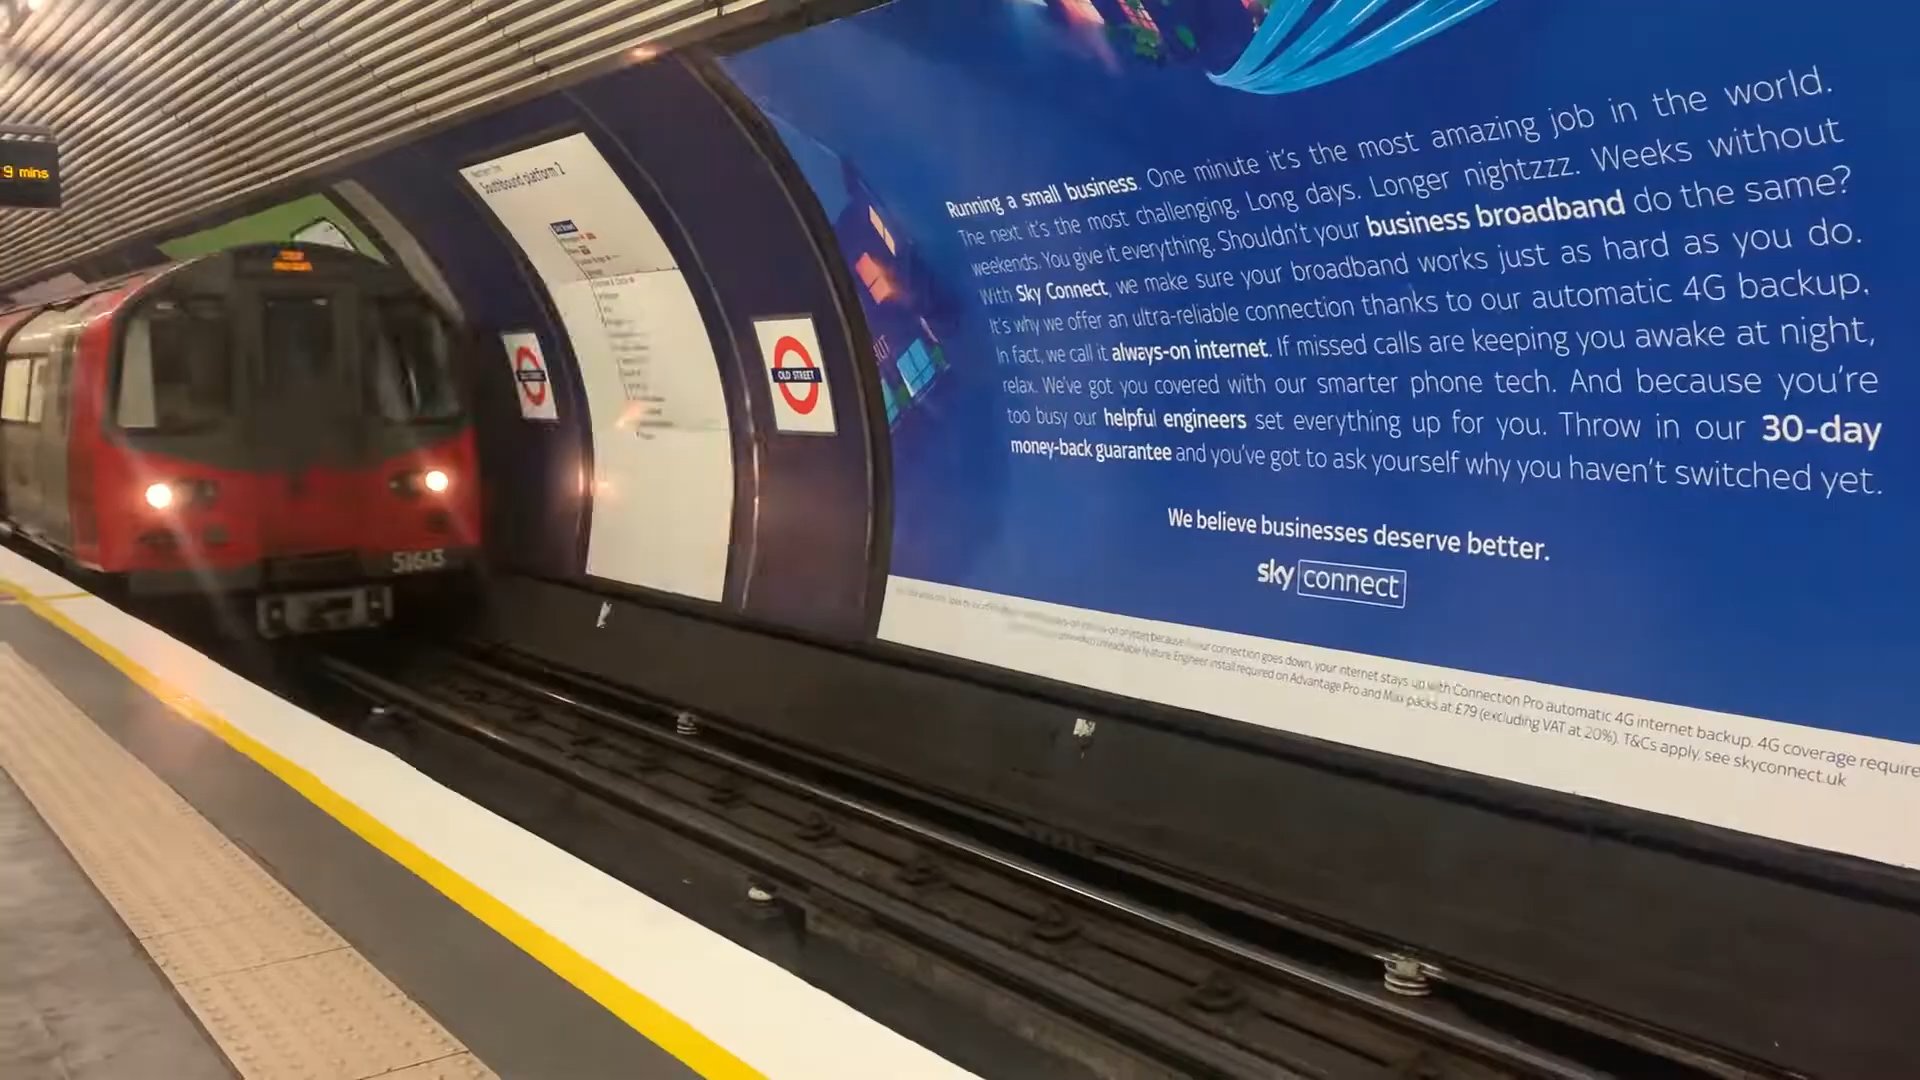 9 mins
Southbound platform 2
OLD STREET
51613
Running a small business. One minute it's the most amazing job in the world.
The next it's the most challenging. Long days. Longer nightzzz. Weeks without
weekends. You give it everything. Shouldn't your business broadband do the same?
With Sky Connect, we make sure your broadband works just as hard as you do.
It's why we offer an ultra-reliable connection thanks to our automatic 4G backup.
In fact, we call it always-on internet. If missed calls are keeping you awake at night,
relax. We've got you covered with our smarter phone tech. And because you're
too busy our helpful engineers set everything up for you. Throw in our 30-day
money-back guarantee and you've got to ask yourself why you haven't switched yet.
We believe businesses deserve better.
sky connect
because if your connection goes down, your internet stays up with Connection Pro automatic 4G internet backup. 4G coverage require
unreachable feature. Engineer install required on Advantage Pro and Max packs at £79 (excluding VAT at 20%). T&Cs apply, see skyconnect.uk